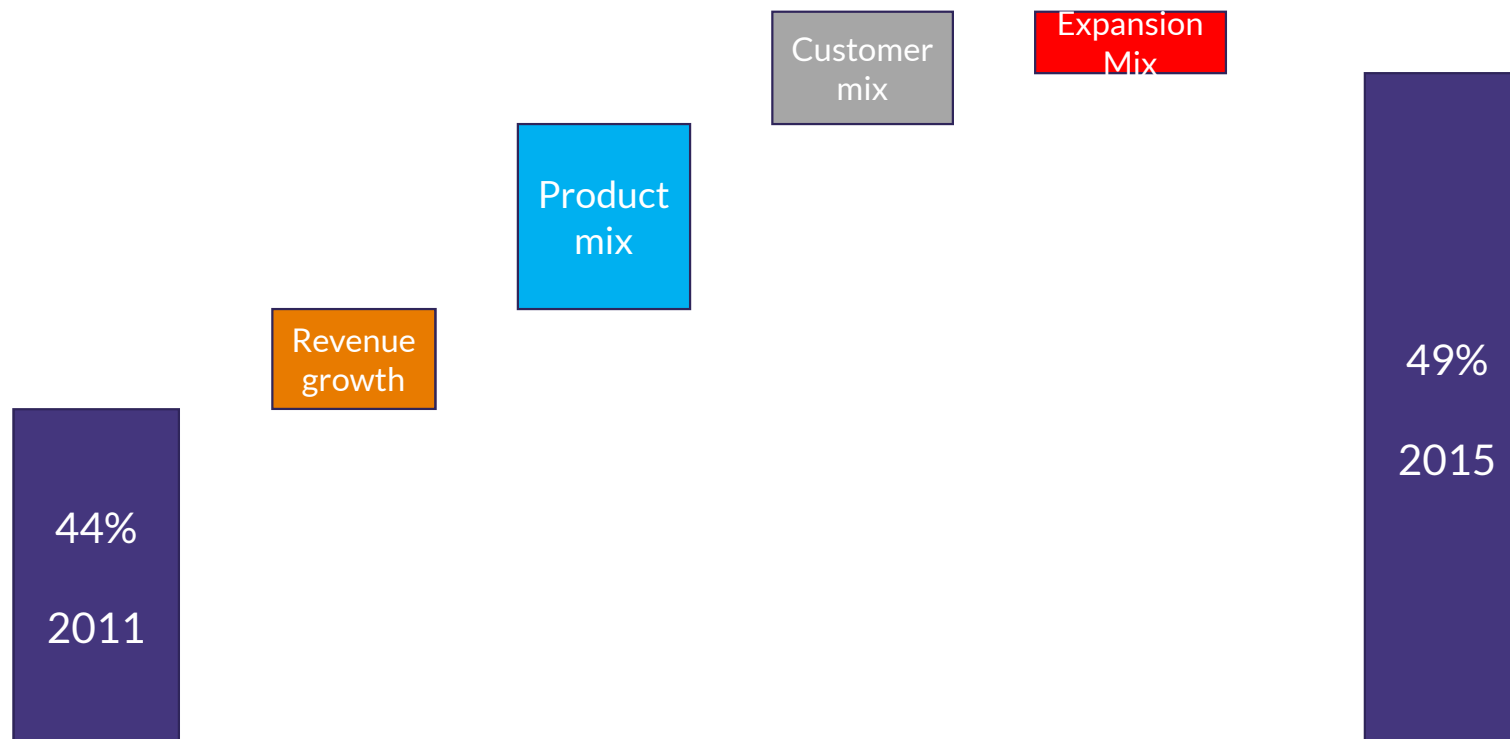 44%
2011
Revenue
growth
Product
mix
Customer
mix
Expansion
Mix
49%
2015